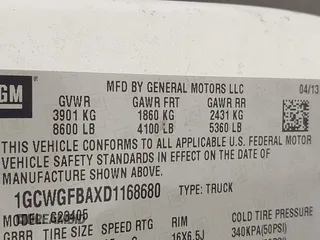 GM
MFD BY GENERAL MOTORS LLC 04/13
GVWR GAWR FRT GAWR RR
3901 KG 1860 KG 2431 KG
8600 LB 4100 LB 5360 LB
THIS VEHICLE CONFORMS TO ALL APPLICABLE U.S. FEDERAL MOTOR
VEHICLE SAFETY STANDARDS IN EFFECT ON THE DATE OF
MANUFACTURE SHOWN ABOVE.
1GCWGFBAXD1168680 TYPE: TRUCK
MODEL: G23405
TIRE SIZE SPEED RTG RIM COLD
16X6.5J 340KPA(50PSI)